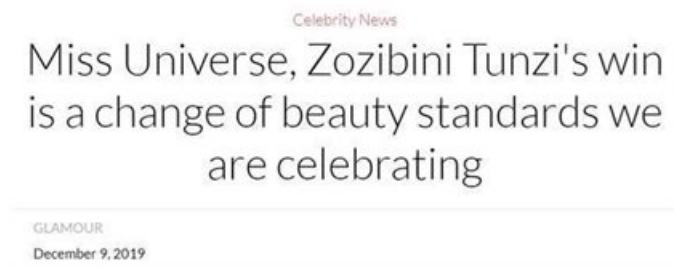 Celebrity News
Miss Universe, Zozibini Tunzi's win
is a change of beauty standards we
are celebrating
GLAMOUR
December 9, 2019